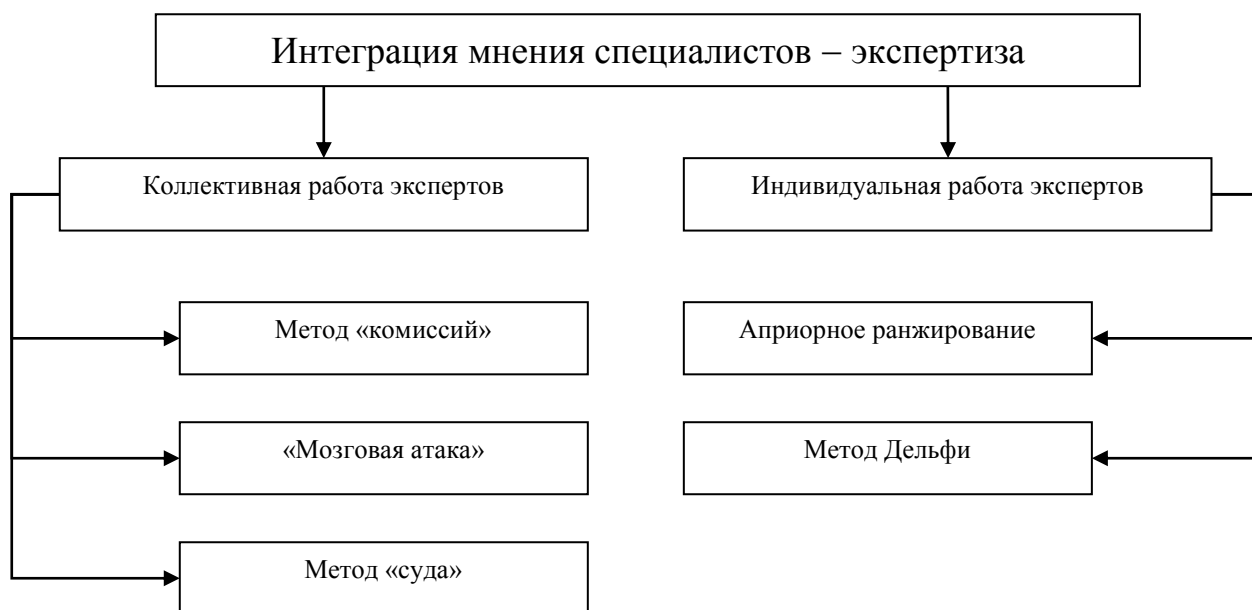 Интеграция мнения специалистов – экспертиза
Коллективная работа экспертов
Индивидуальная работа экспертов
Метод «комиссий»
Априорное ранжирование
«Мозговая атака»
Метод Дельфи
Метод «суда»